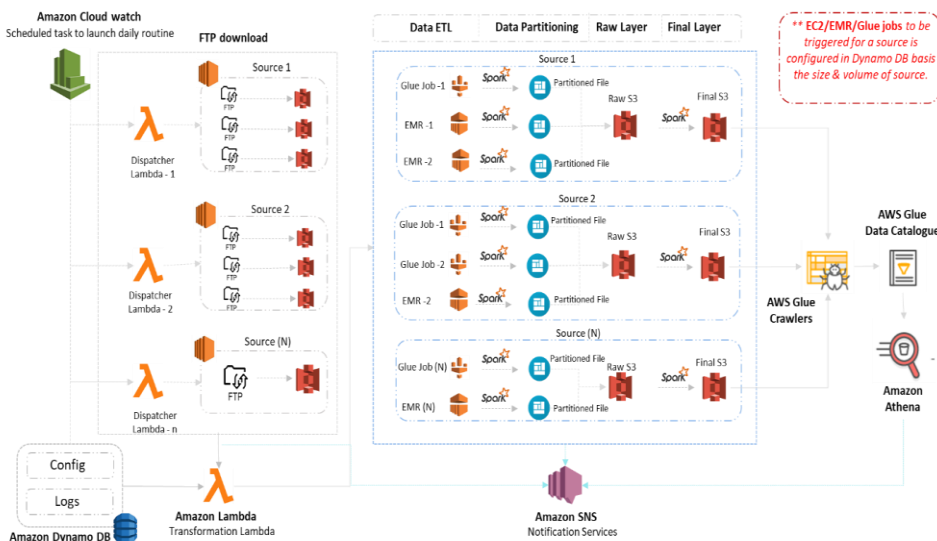 Amazon Cloud watch
Scheduled task to launch daily routine
FTP download
Source 1
FTP
FTP
FTP
Dispatcher
Lambda - 1
Source 2
FTP
FTP
FTP
Dispatcher
Lambda - 2
Source (N)
FTP
Dispatcher
Lambda - n
Config
Logs
Amazon Dynamo DB
Amazon Lambda
Transformation Lambda
Data ETL
Data Partitioning
Raw Layer
Final Layer
Source 1
Glue Job -1
Spark
Partitioned File
EMR -1
Spark
EMR -2
Spark
Partitioned File
Raw S3
Spark
Final S3
Source 2
Glue Job -1
Spark
Partitioned File
Glue Job -2
Spark
EMR -2
Spark
Partitioned File
Raw S3
Spark
Final S3
Source (N)
Glue Job (N)
Spark
Partitioned File
EMR (N)
Spark
Partitioned File
Raw S3
Spark
Final S3
Amazon SNS
Notification Services
** EC2/EMR/Glue jobs to be
triggered for a source is
configured in Dynamo DB basis
the size & volume of source.
AWS Glue
Crawlers
AWS Glue
Data Catalogue
Amazon
Athena